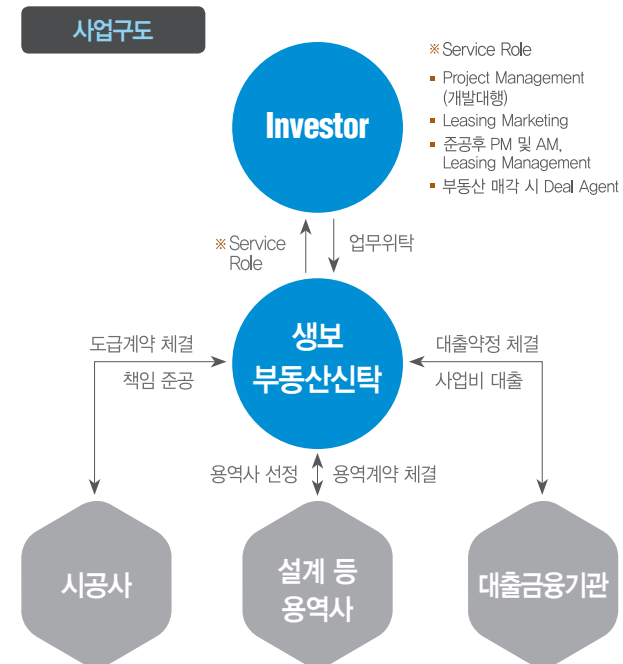 사업구도
Investor
※Service Role
▪ Project Management
(개발대행)
▪ Leasing Marketing
▪ 준공후 PM 및 AM,
Leasing Management
▪ 부동산 매각 시 Deal Agent
※Service
Role
업무위탁
생보
부동산신탁
도급계약 체결
책임 준공
대출약정 체결
사업비 대출
용역사 선정
용역계약 체결
시공사
설계 등
용역사
대출금융기관